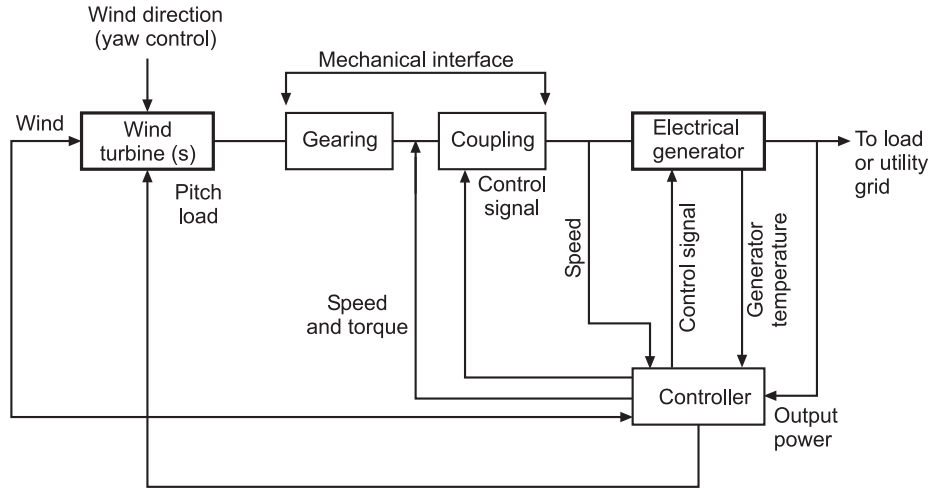 Wind direction
(yaw control)
Mechanical interface
Wind
Wind
turbine (s)
Gearing
Coupling
Electrical
generator
To load
or utility
grid
Pitch
load
Control
signal
Speed
Control signal
Generator
temperature
Speed
and torque
Controller
Output
power